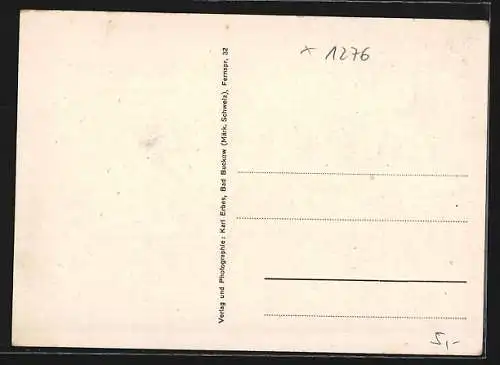 × 1276
Verlag und Photographie: Karl Erbes, Bad Buckow (Märk. Schweiz), Fernspr. 32
5,-